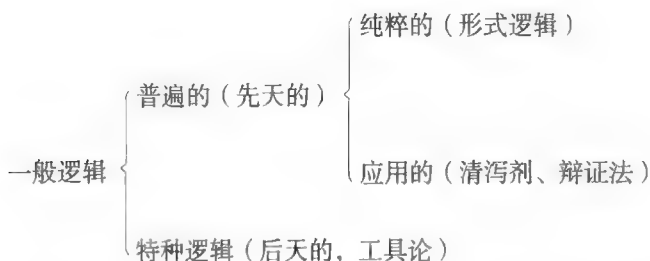 纯粹的（形式逻辑）
普遍的（先天的）
一般逻辑
应用的（清泻剂、辩证法）
特种逻辑（后天的，工具论）